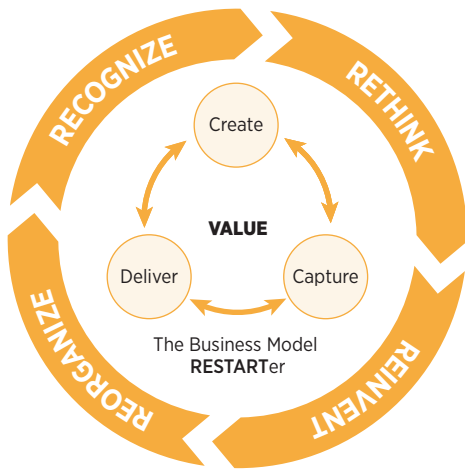 RECOGNIZE
RETHINK
Create
VALUE
Deliver
Capture
The Business Model
RESTARTer
REORGANIZE
REINVENT